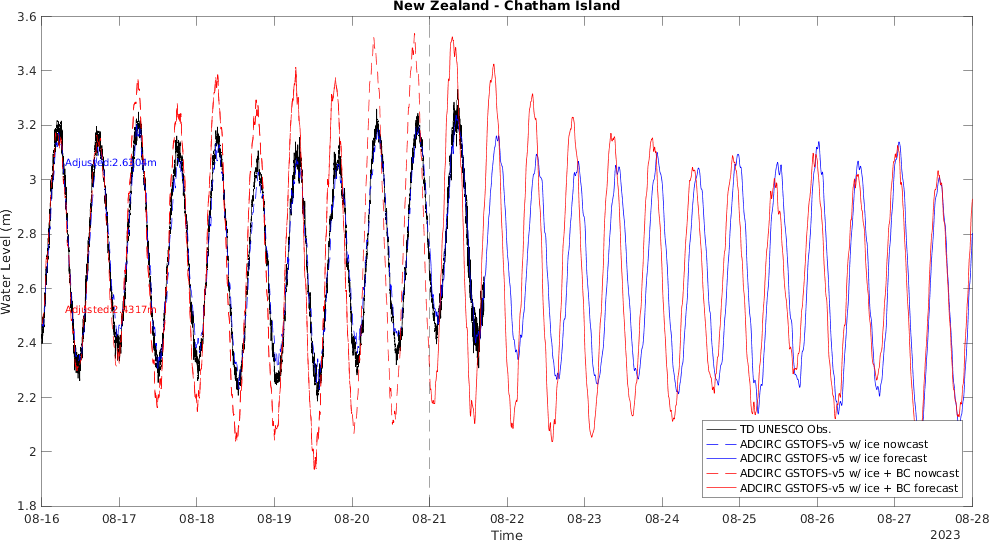 New Zealand - Chatham Island
3.6
3.4
3.2
3
2.8
2.6
2.4
2.2
2
1.8
Water Level (m)
Adjusted:2.6304m
Adjusted:2.4317m
TD UNESCO Obs.
ADCIRC GSTOFS-v5 w/ ice nowcast
ADCIRC GSTOFS-v5 w/ ice forecast
ADCIRC GSTOFS-v5 w/ ice + BC nowcast
ADCIRC GSTOFS-v5 w/ ice + BC forecast
08-16 08-17 08-18 08-19 08-20 08-21 08-22 08-23 08-24 08-25 08-26 08-27 08-28
Time
2023